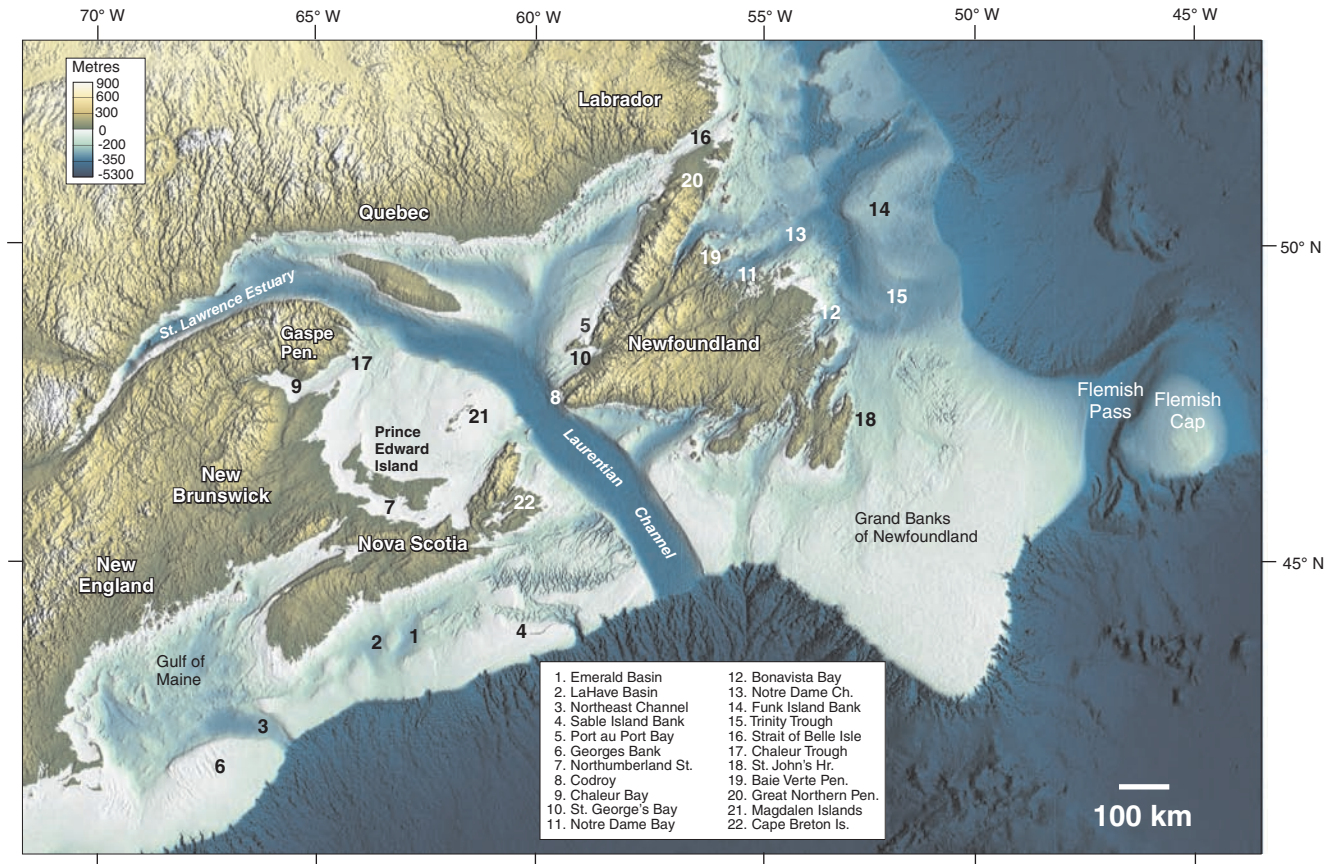 70° W
65° W
60° W
55° W
50° W
45° W
Metres
900
600
300
0
-200
-350
-5300
Labrador
16
20
Quebec
14
13
50° N
19
11
St. Lawrence Estuary
15
12
5
Gaspe
Pen.
Newfoundland
17
10
9
8
Flemish
Pass
Flemish
Cap
21
18
Prince
Edward
Island
Laurentian
Channel
New
Brunswick
22
7
Grand Banks
of Newfoundland
Nova Scotia
45° N
New
England
4
1
2
Gulf of
Maine
3
6
1. Emerald Basin
2. LaHave Basin
3. Northeast Channel
4. Sable Island Bank
5. Port au Port Bay
6. Georges Bank
7. Northumberland St.
8. Codroy
9. Chaleur Bay
10. St. George's Bay
11. Notre Dame Bay
12. Bonavista Bay
13. Notre Dame Ch.
14. Funk Island Bank
15. Trinity Trough
16. Strait of Belle Isle
17. Chaleur Trough
18. St. John's Hr.
19. Baie Verte Pen.
20. Great Northern Pen.
21. Magdalen Islands
22. Cape Breton Is.
100 km